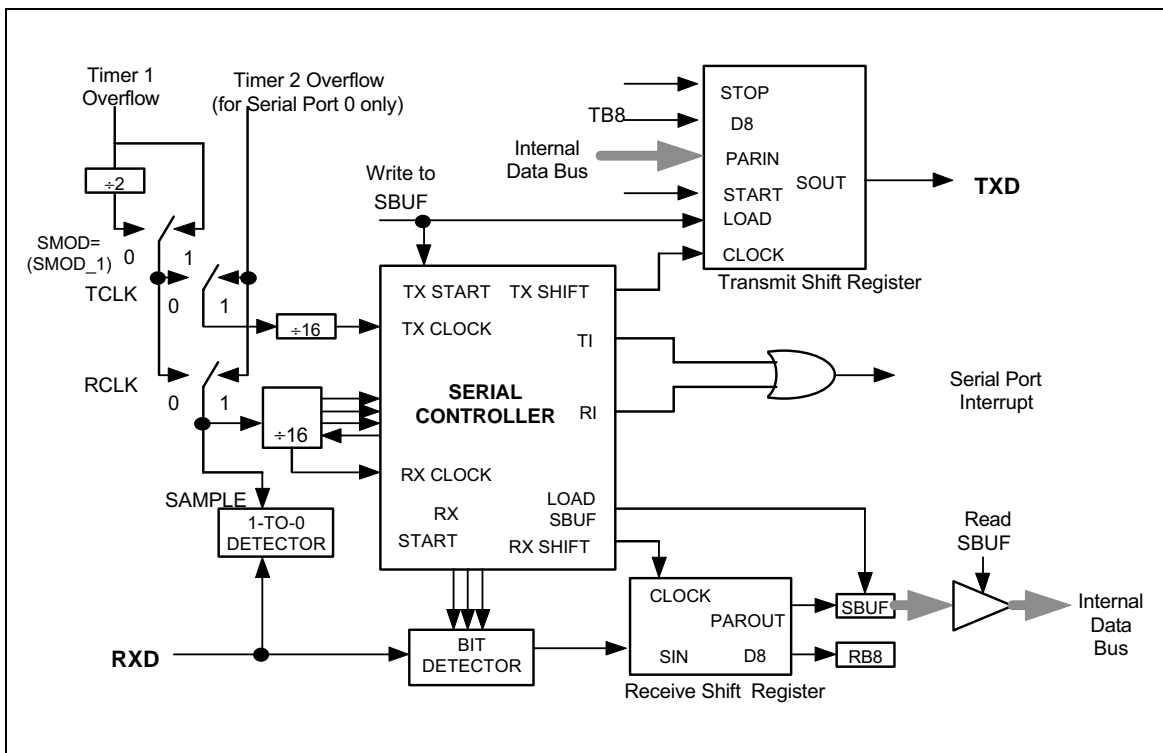 Timer 1
Overflow
Timer 2 Overflow
(for Serial Port 0 only)
÷2
SMOD=
(SMOD_1)
0
1
TCLK
0
1
÷16
RCLK
0
1
÷16
SAMPLE
1-TO-0
DETECTOR
RXD
Write to
SBUF
TX START
TX SHIFT
TX CLOCK
TI
SERIAL
CONTROLLER
RI
RX CLOCK
LOAD
SBUF
RX
START
RX SHIFT
BIT
DETECTOR
TB8
Internal
Data Bus
STOP
D8
PARIN
SOUT
START
LOAD
CLOCK
Transmit Shift Register
TXD
Serial Port
Interrupt
CLOCK
PAROUT
SIN
D8
Receive Shift Register
SBUF
RB8
Read
SBUF
Internal
Data
Bus